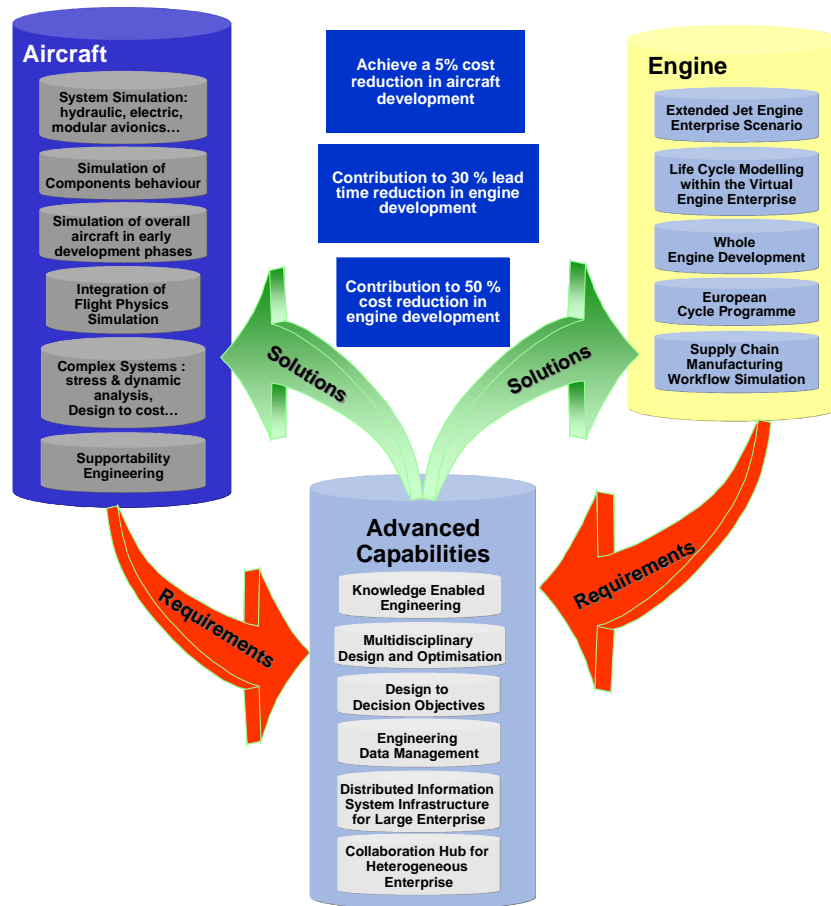 Aircraft
System Simulation:
hydraulic, electric,
modular avionics…
Simulation of
Components behaviour
Simulation of overall
aircraft in early
development phases
Integration of
Flight Physics
Simulation
Complex Systems :
stress & dynamic
analysis,
Design to cost…
Supportability
Engineering
Achieve a 5% cost
reduction in aircraft
development
Contribution to 30 % lead
time reduction in engine
development
Contribution to 50 %
cost reduction in
engine development
Engine
Extended Jet Engine
Enterprise Scenario
Life Cycle Modelling
within the Virtual
Engine Enterprise
Whole
Engine Development
European
Cycle Programme
Supply Chain
Manufacturing
Workflow Simulation
Solutions
Solutions
Requirements
Requirements
Advanced
Capabilities
Knowledge Enabled
Engineering
Multidisciplinary
Design and Optimisation
Design to
Decision Objectives
Engineering
Data Management
Distributed Information
System Infrastructure
for Large Enterprise
Collaboration Hub for
Heterogeneous
Enterprise